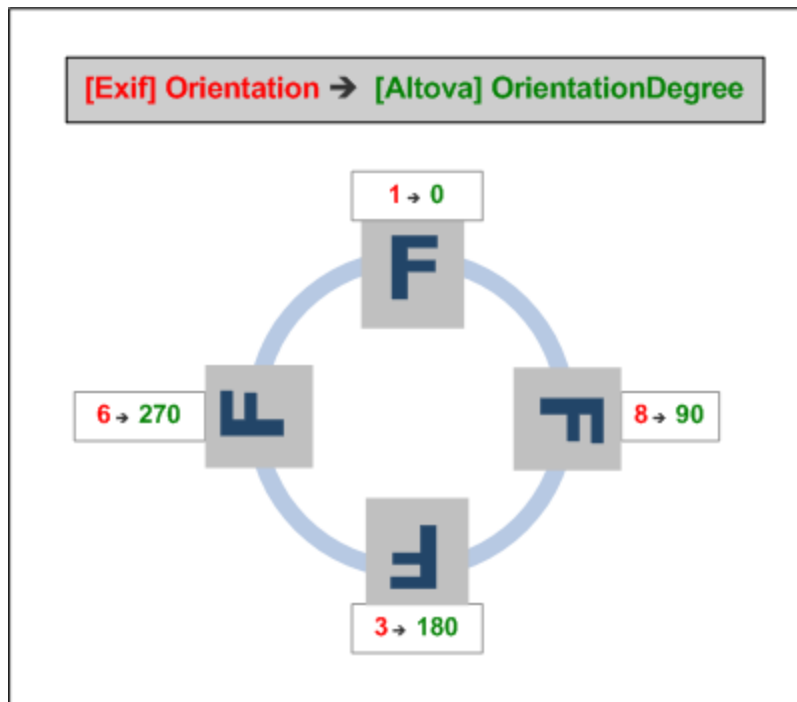 [Exif] Orientation ➔ [Altova] OrientationDegree
1 ➔ 0
F
6 ➔ 270
F
F
8 ➔ 90
F
3 ➔ 180